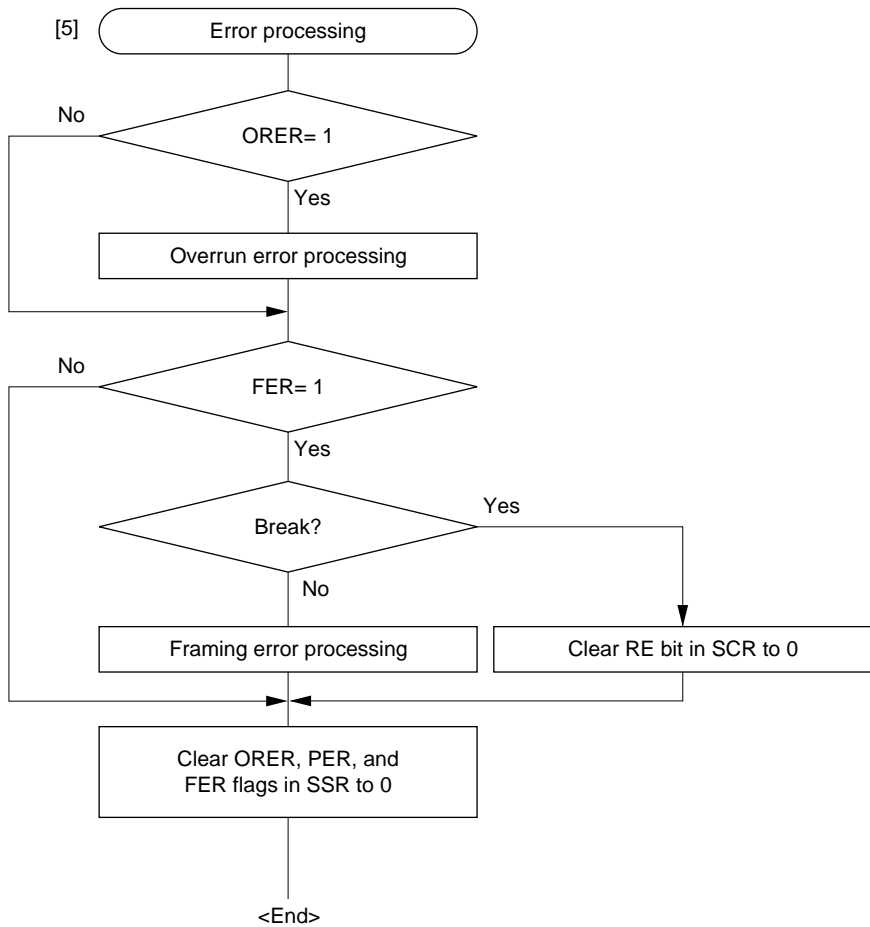 [5] Error processing
No
ORER= 1
Yes
Overrun error processing
No
FER= 1
Yes
Break?
Yes
No
Framing error processing
Clear RE bit in SCR to 0
Clear ORER, PER, and
FER flags in SSR to 0
<End>